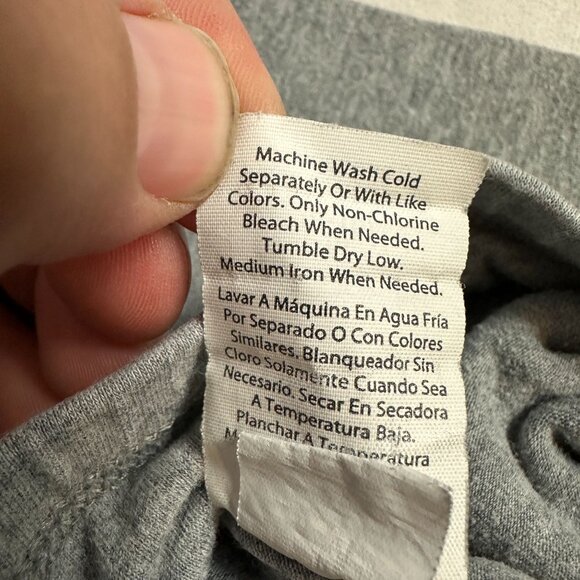 Machine Wash Cold
Separately Or With Like
Colors. Only Non-Chlorine
Bleach When Needed.
Tumble Dry Low.
Medium Iron When Needed.
Lavar A Máquina En Agua Fría
Por Separado O Con Colores
Similares. Blanqueador Sin
Cloro Solamente Cuando Sea
Necesario. Secar En Secadora
A Temperatura Baja.
Planchar A Temperatura